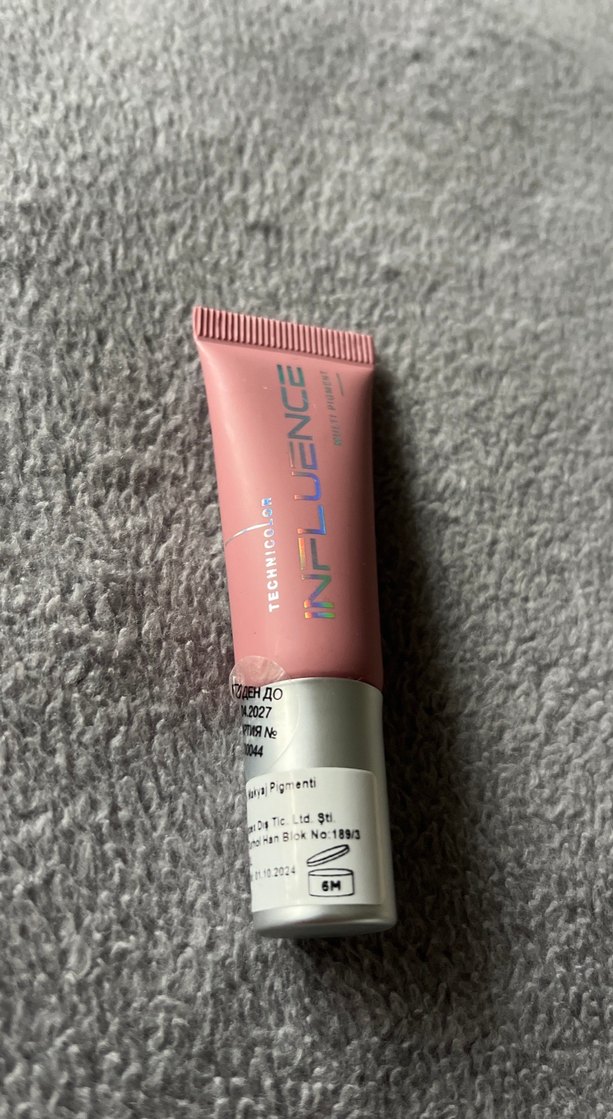 TECHNICOLOR
INFLUENCE
MULTI PIGMENT
ГОДЕН ДО
04.2027
ПАРТИЯ №
0044
Makyaj Pigmenti
Dış Tic. Ltd. Şti.
Han Blok No:189/3
01.10.2024
6M